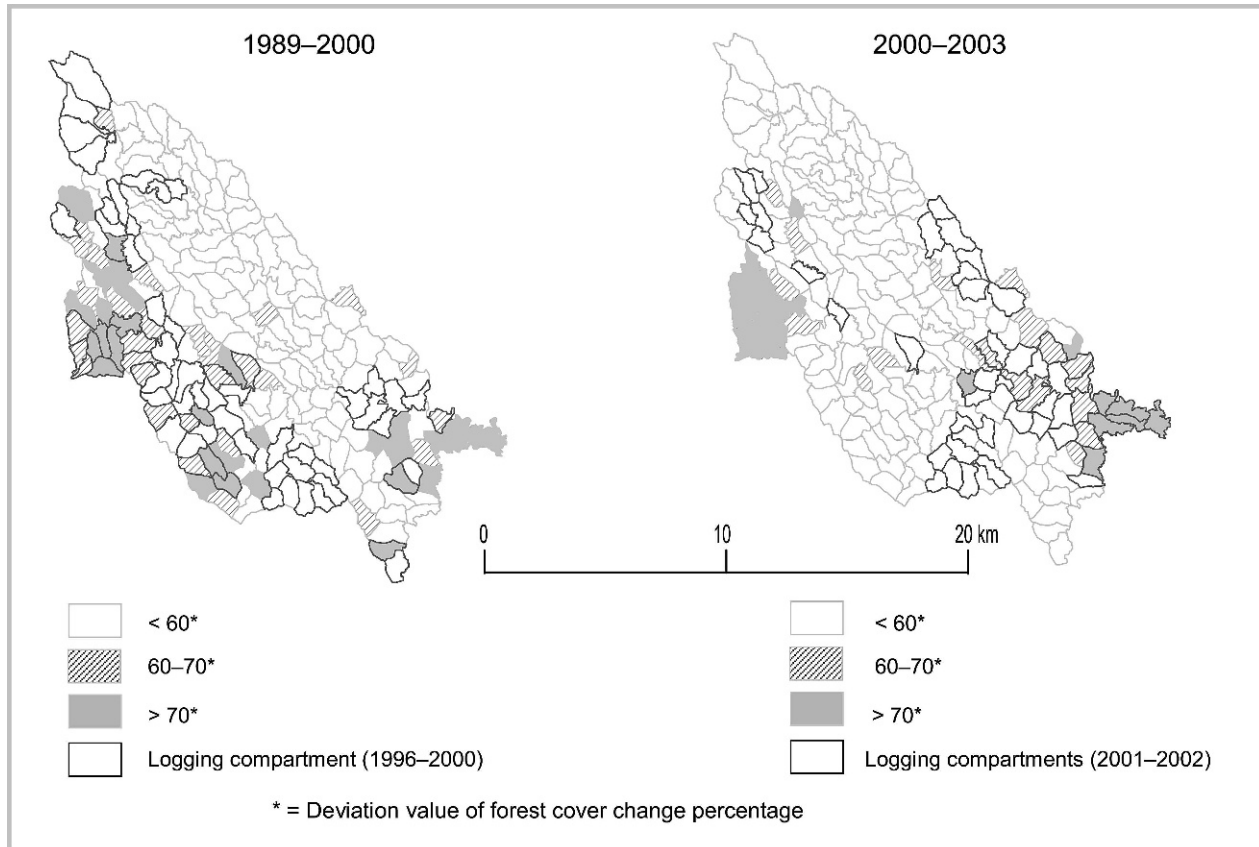 1989–2000
2000–2003
0 10 20 km
< 60*
60–70*
> 70*
Logging compartment (1996–2000)
< 60*
60–70*
> 70*
Logging compartments (2001–2002)
* = Deviation value of forest cover change percentage